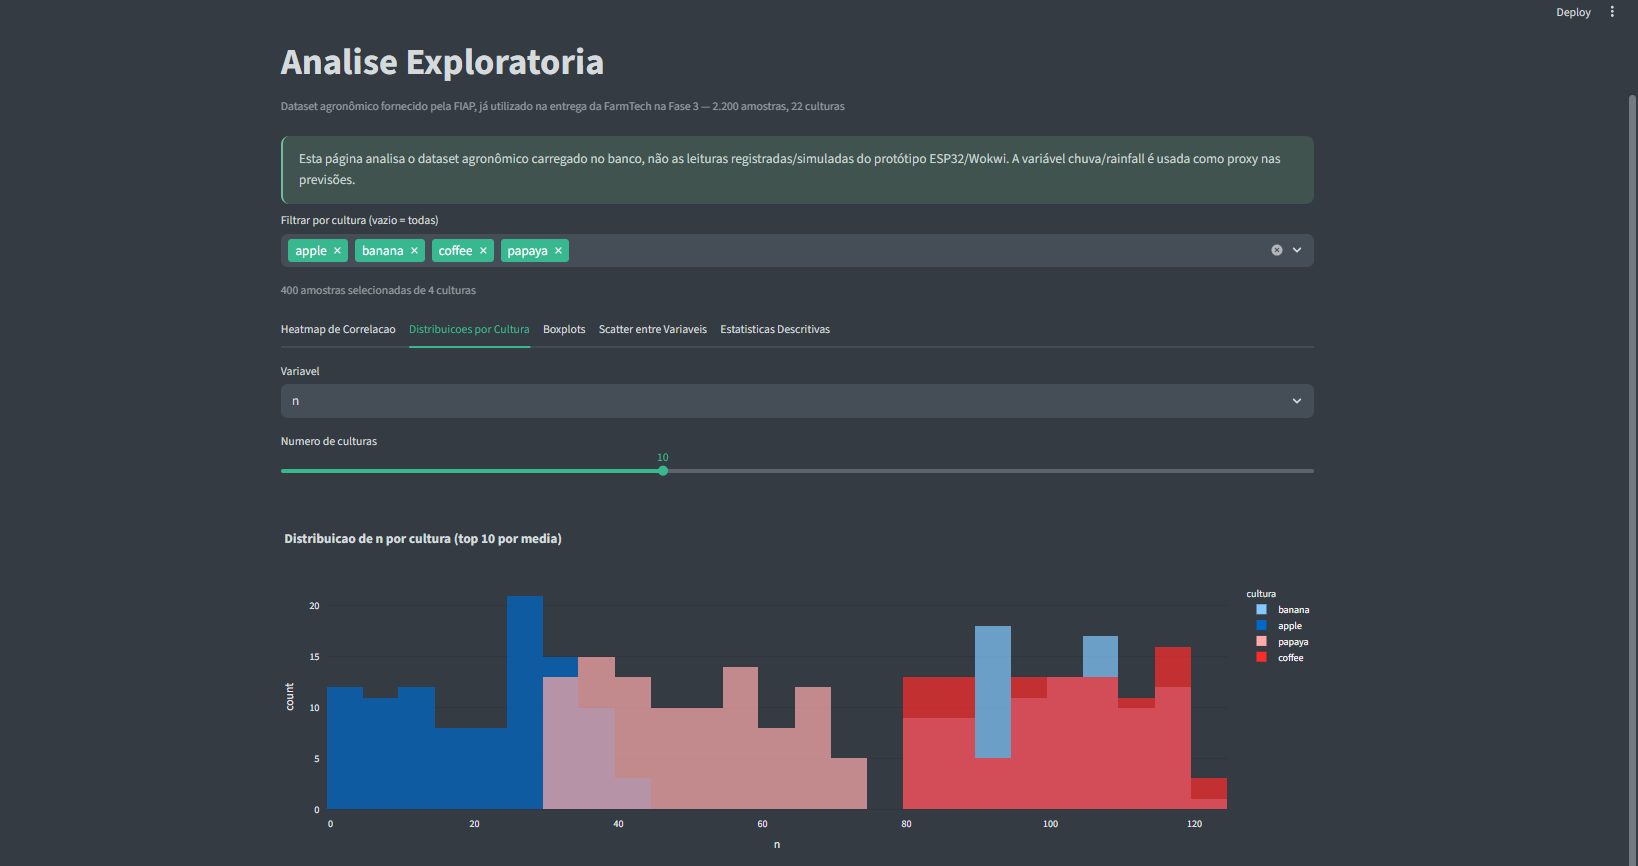 Deploy
Analise Exploratoria
Dataset agronômico fornecido pela FIAP, já utilizado na entrega da FarmTech na Fase 3 — 2.200 amostras, 22 culturas
Esta página analisa o dataset agronômico carregado no banco, não as leituras registradas/simuladas do protótipo ESP32/Wokwi. A variável chuva/rainfall é usada como proxy nas
previsões.
Filtrar por cultura (vazio = todas)
apple × banana × coffee × papaya ×
400 amostras selecionadas de 4 culturas
Heatmap de Correlacao Distribuicoes por Cultura Boxplots Scatter entre Variaveis Estatisticas Descritivas
Variavel
n
Numero de culturas
10
Distribuicao de n por cultura (top 10 por media)
cultura
banana
apple
papaya
coffee
count
20
15
10
5
0
0 20 40 60 80 100 120
n